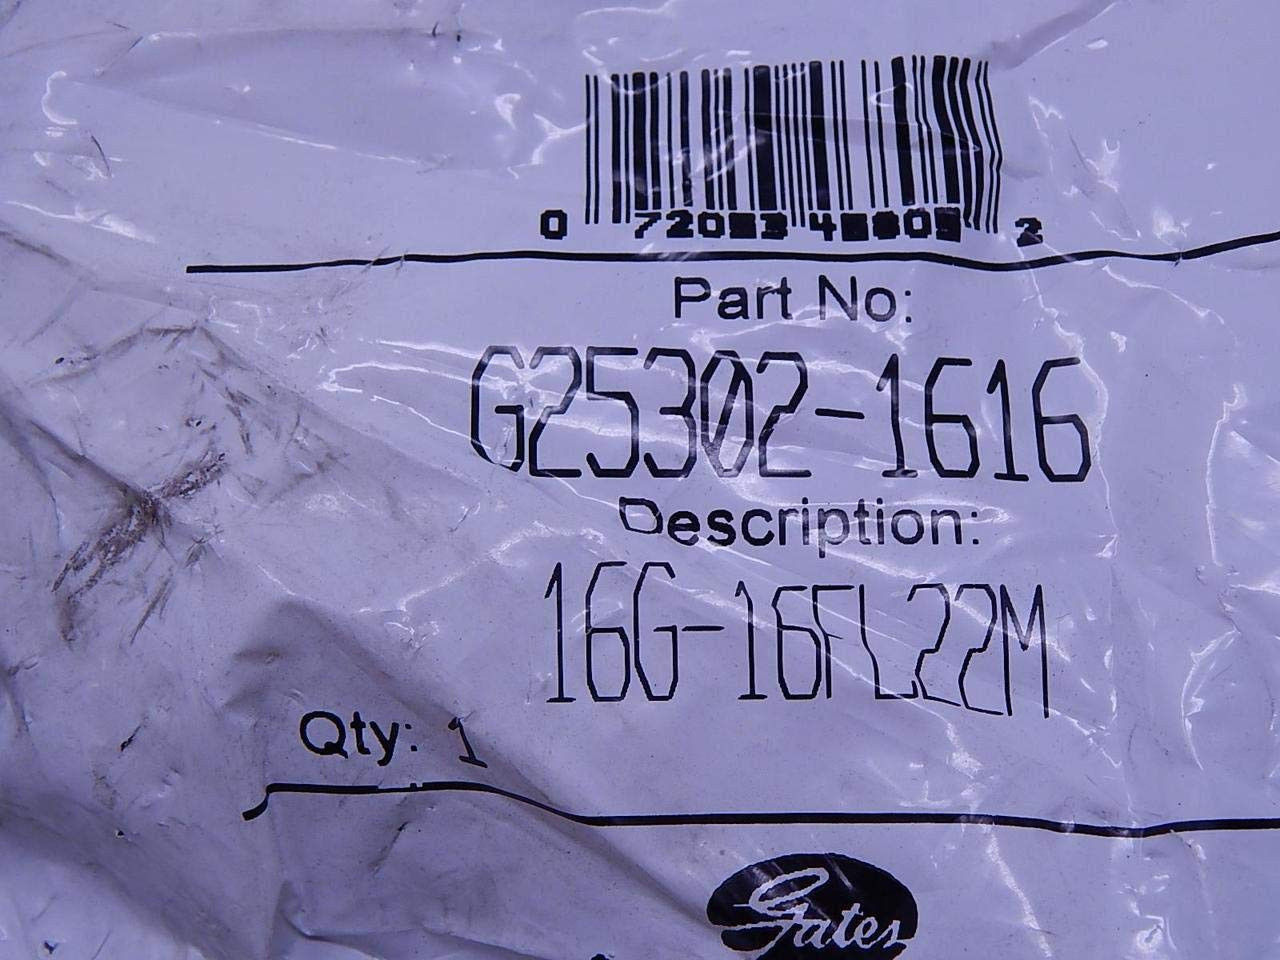 Part No:
G25302-1616
Description:
16G-16FL22M
Qty: 1
Gates